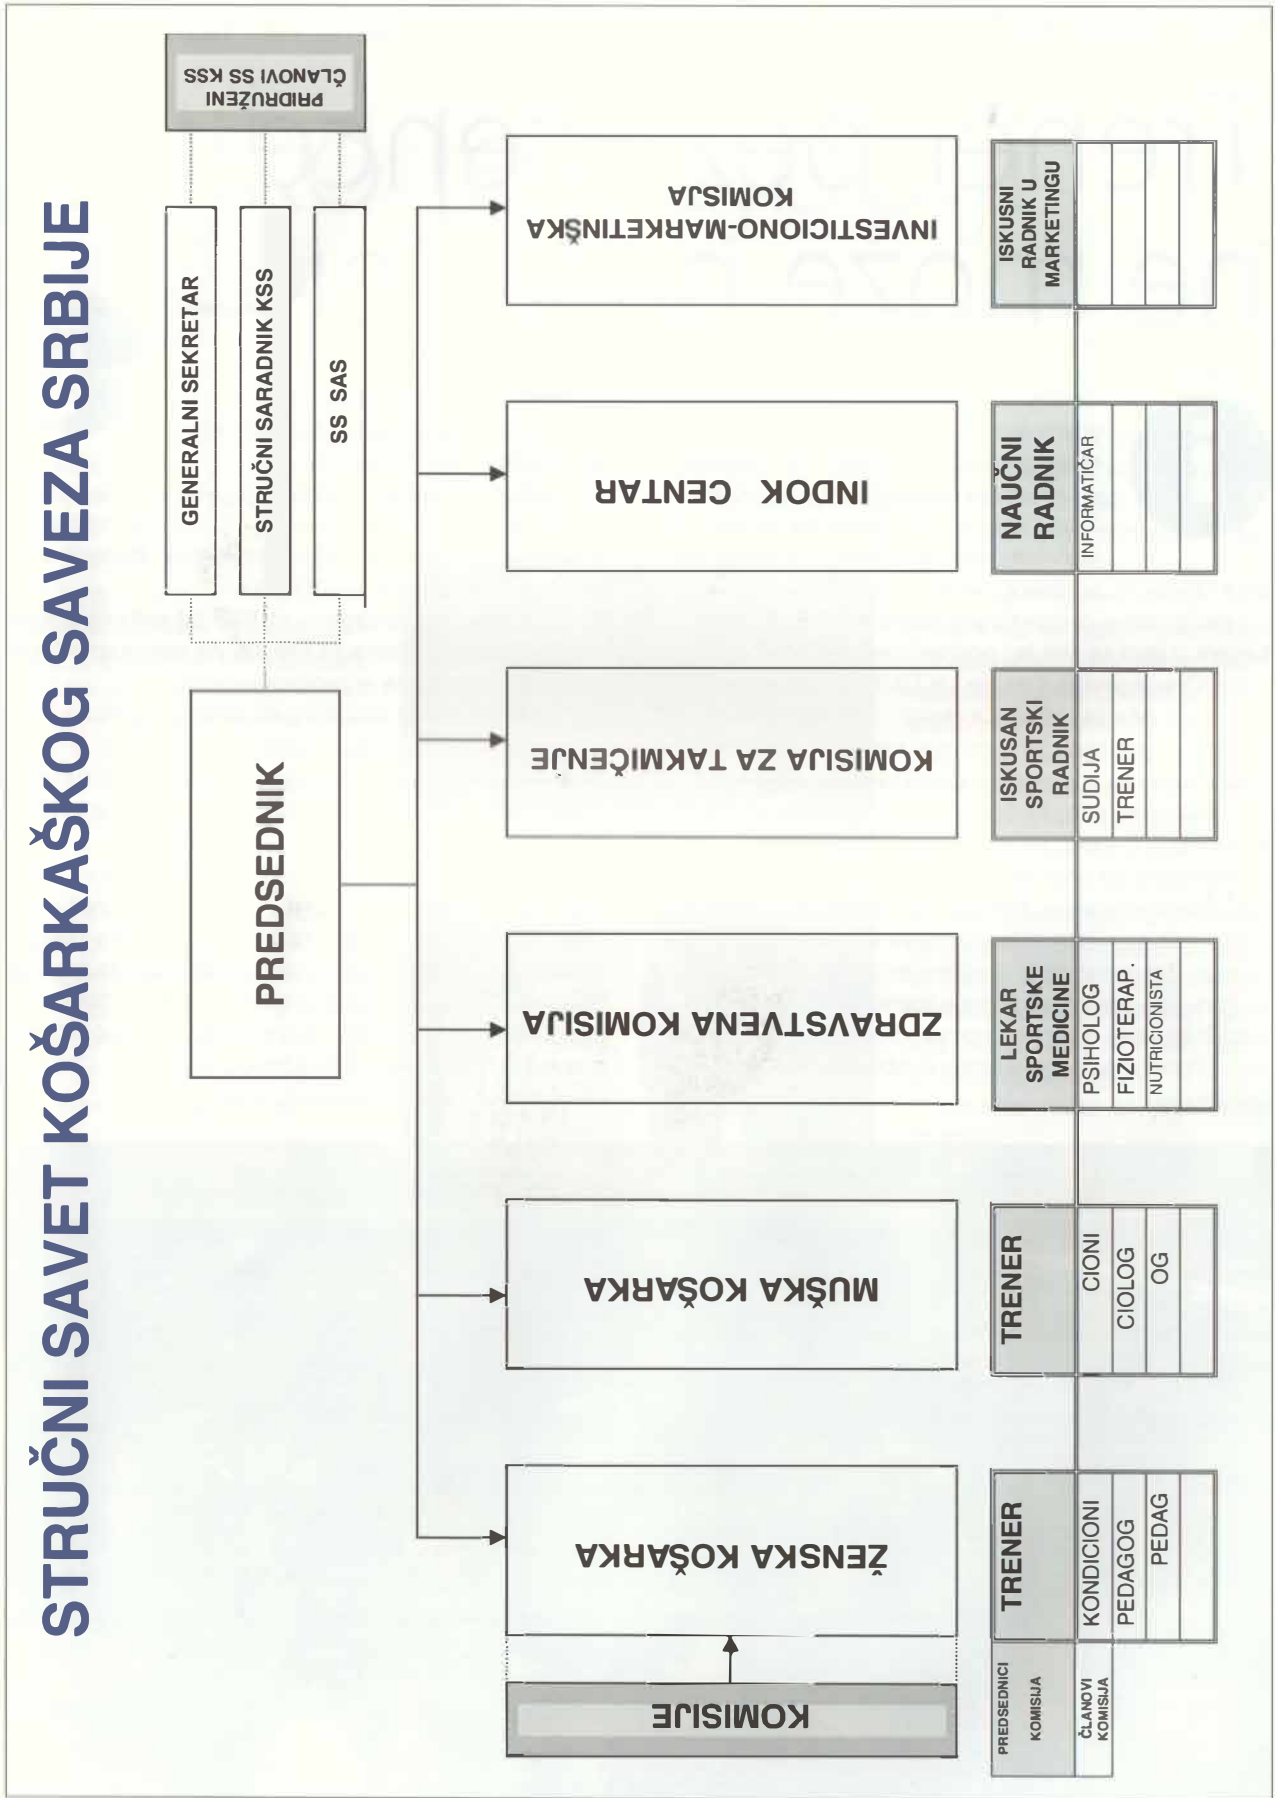 STRUČNI SAVET KOŠARKAŠKOG SAVEZA SRBIJE
PREDSEDNIK
GENERALNI SEKRETAR
STRUČNI SARADNIK KSS
SS SAS
PRIDRUŽENI
ČLANOVI SS KSS
KOMISIJE
ŽENSKA KOŠARKA
MUŠKA KOŠARKA
ZDRAVSTVENA KOMISIJA
KOMISIJA ZA TAKMIČENJE
INDOK CENTAR
INVESTICIONO-MARKETINŠKA
KOMISJA
PREDSEDNICI
KOMISIJA
ČLANOVI
KOMISIJA
TRENER
KONDICIONI
PEDAGOG
PEDAG
TRENER
CIONI
CIOLOG
OG
LEKAR
SPORTSKE
MEDICINE
PSIHOLOG
FIZIOTERAP.
NUTRICIONISTA
ISKUSAN
SPORTSKI
RADNIK
SUDIJA
TRENER
NAUČNI
RADNIK
INFORMATIČAR
ISKUSNI
RADNIK U
MARKETINGU